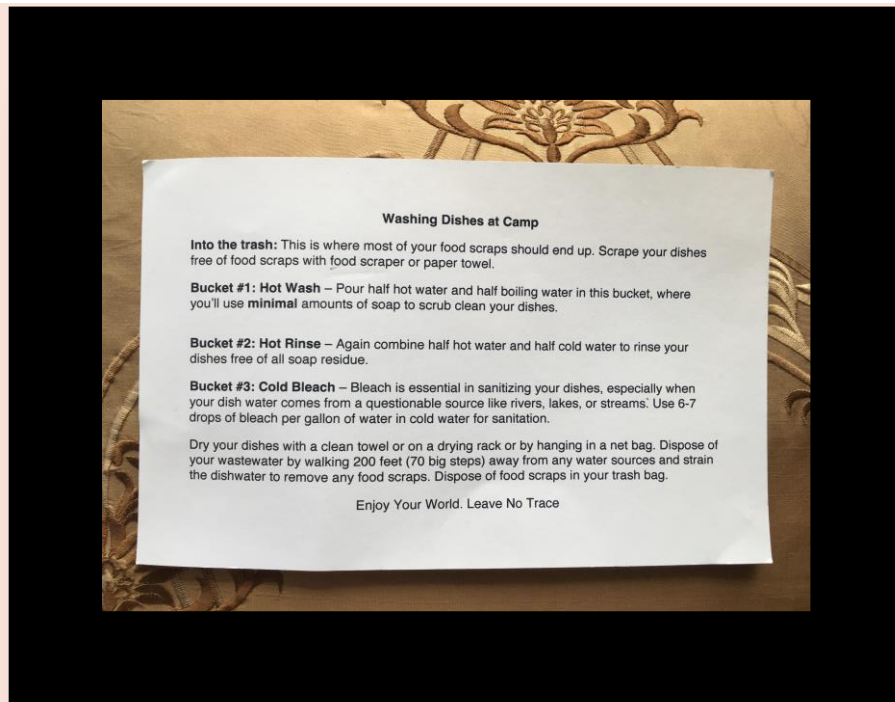 Washing Dishes at Camp
Into the trash: This is where most of your food scraps should end up. Scrape your dishes
free of food scraps with food scraper or paper towel.
Bucket #1: Hot Wash – Pour half hot water and half boiling water in this bucket, where
you'll use minimal amounts of soap to scrub clean your dishes.
Bucket #2: Hot Rinse – Again combine half hot water and half cold water to rinse your
dishes free of all soap residue.
Bucket #3: Cold Bleach – Bleach is essential in sanitizing your dishes, especially when
your dish water comes from a questionable source like rivers, lakes, or streams. Use 6-7
drops of bleach per gallon of water in cold water for sanitation.
Dry your dishes with a clean towel or on a drying rack or by hanging in a net bag. Dispose of
your wastewater by walking 200 feet (70 big steps) away from any water sources and strain
the dishwater to remove any food scraps. Dispose of food scraps in your trash bag.
Enjoy Your World. Leave No Trace